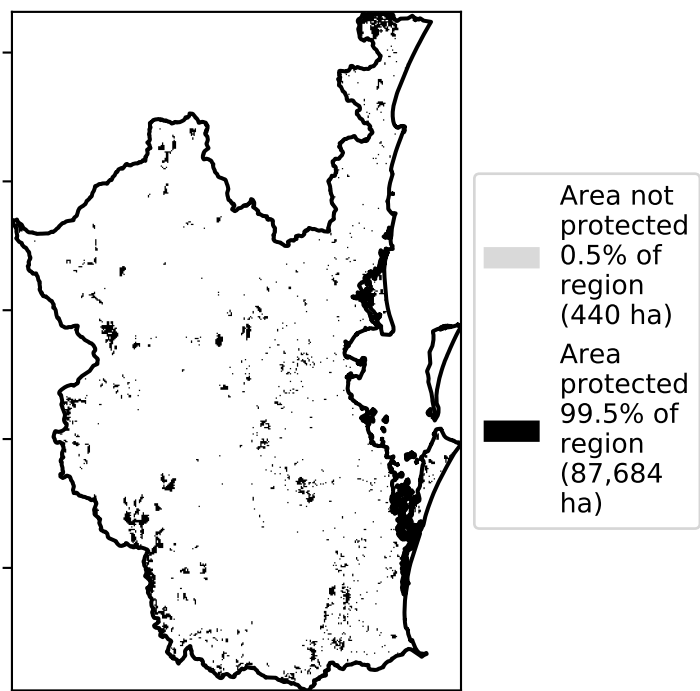 Area not
protected
0.5% of
region
(440 ha)
Area
protected
99.5% of
region
(87,684
ha)